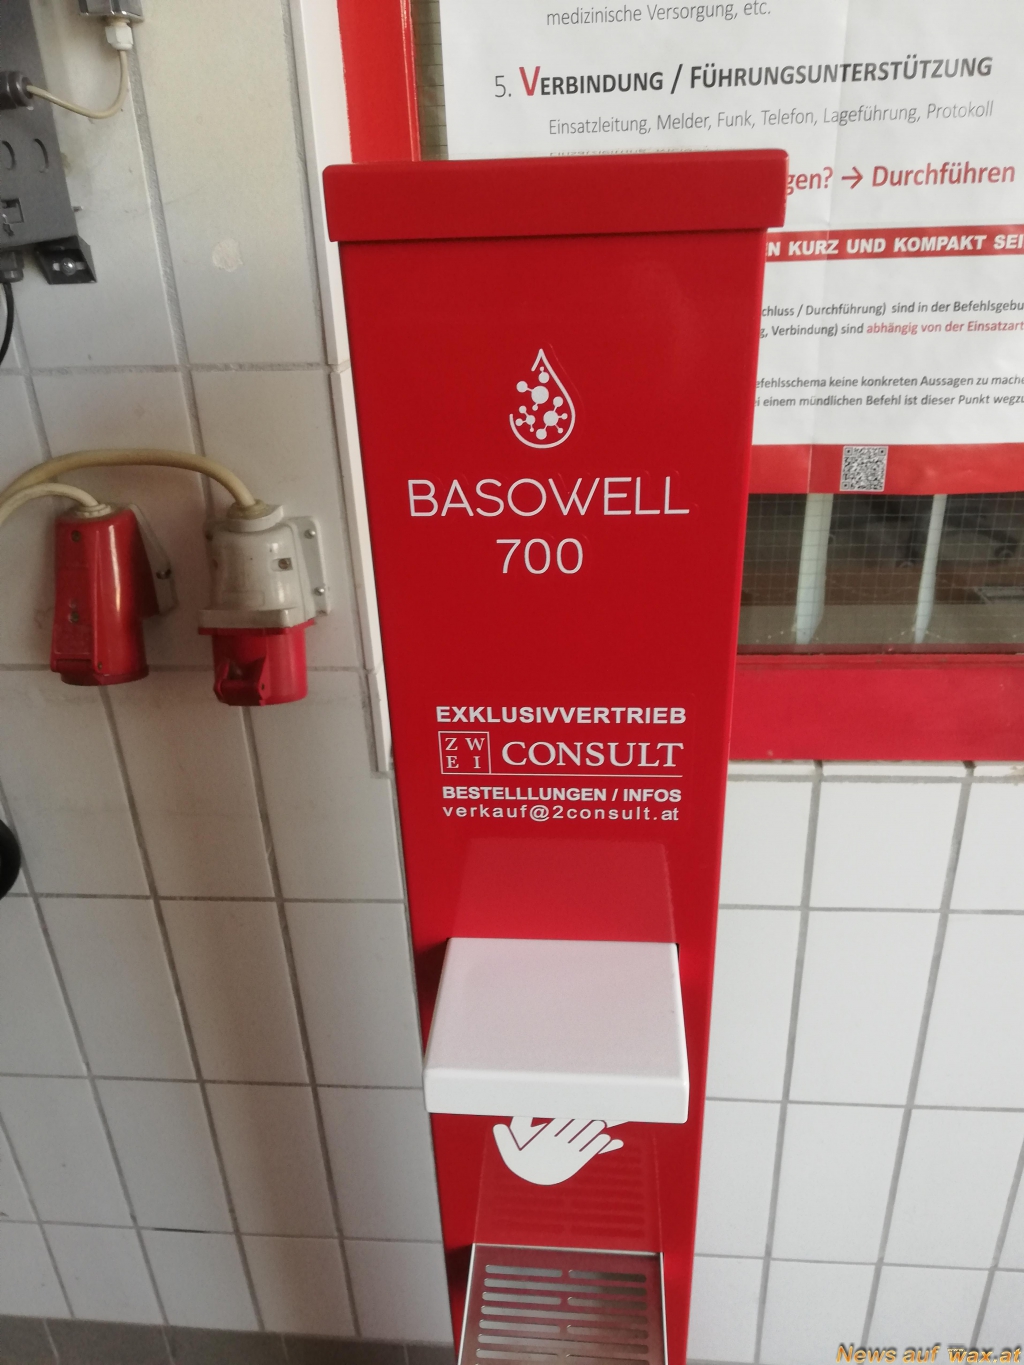 medizinische Versorgung, etc.
5. VERBINDUNG / FÜHRUNGSUNTERSTÜTZUNG
Einsatzleitung, Melder, Funk, Telefon, Lageführung, Protokoll
gen? → Durchführen
N KURZ UND KOMPAKT SEI
chluss / Durchführung) sind in der Befehlsgebu
g, Verbindung) sind abhängig von der Einsatzart
efehlsschema keine konkreten Aussagen zu mache
i einem mündlichen Befehl ist dieser Punkt wegzu
BASOWELL
700
EXKLUSIVVERTRIEB
ZW
EI
CONSULT
BESTELLLUNGEN / INFOS
verkauf@2consult.at
News auf wax.at